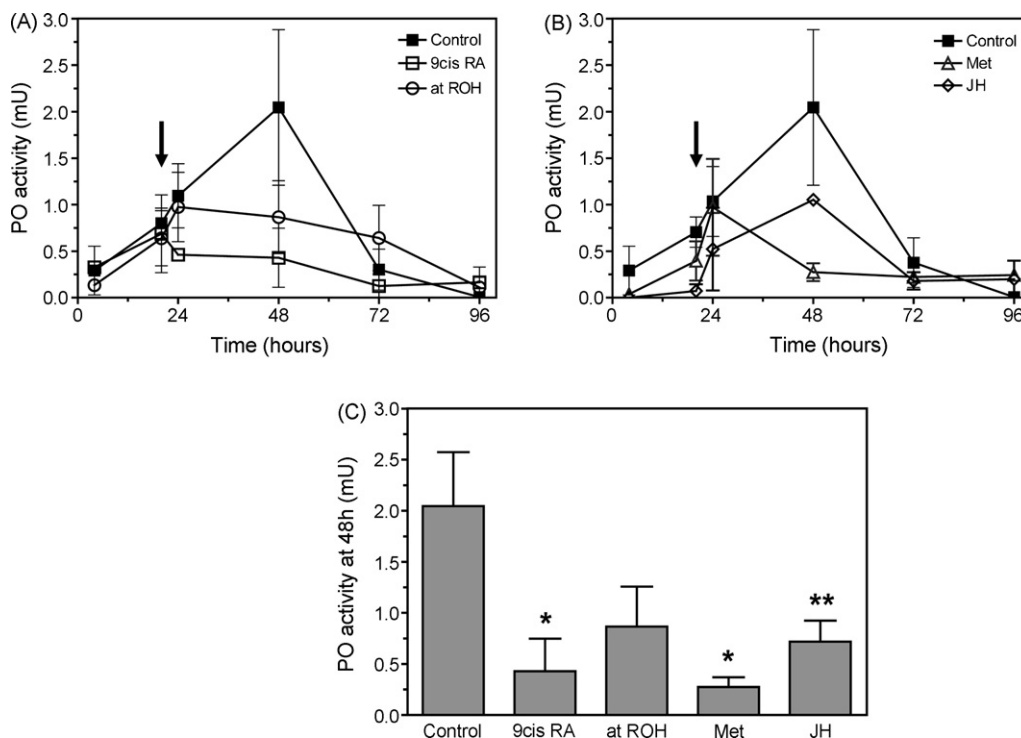 (A)
3.0
2.5
2.0
1.5
1.0
0.5
0.0
PO activity (mU)
Control
9cis RA
at ROH
0 24 48 72 96
Time (hours)
(B)
3.0
2.5
2.0
1.5
1.0
0.5
0.0
PO activity (mU)
Control
Met
JH
0 24 48 72 96
Time (hours)
(C)
3.0
2.5
2.0
1.5
1.0
0.5
0.0
PO activity at 48h (mU)
* * **
Control 9cis RA at ROH Met JH